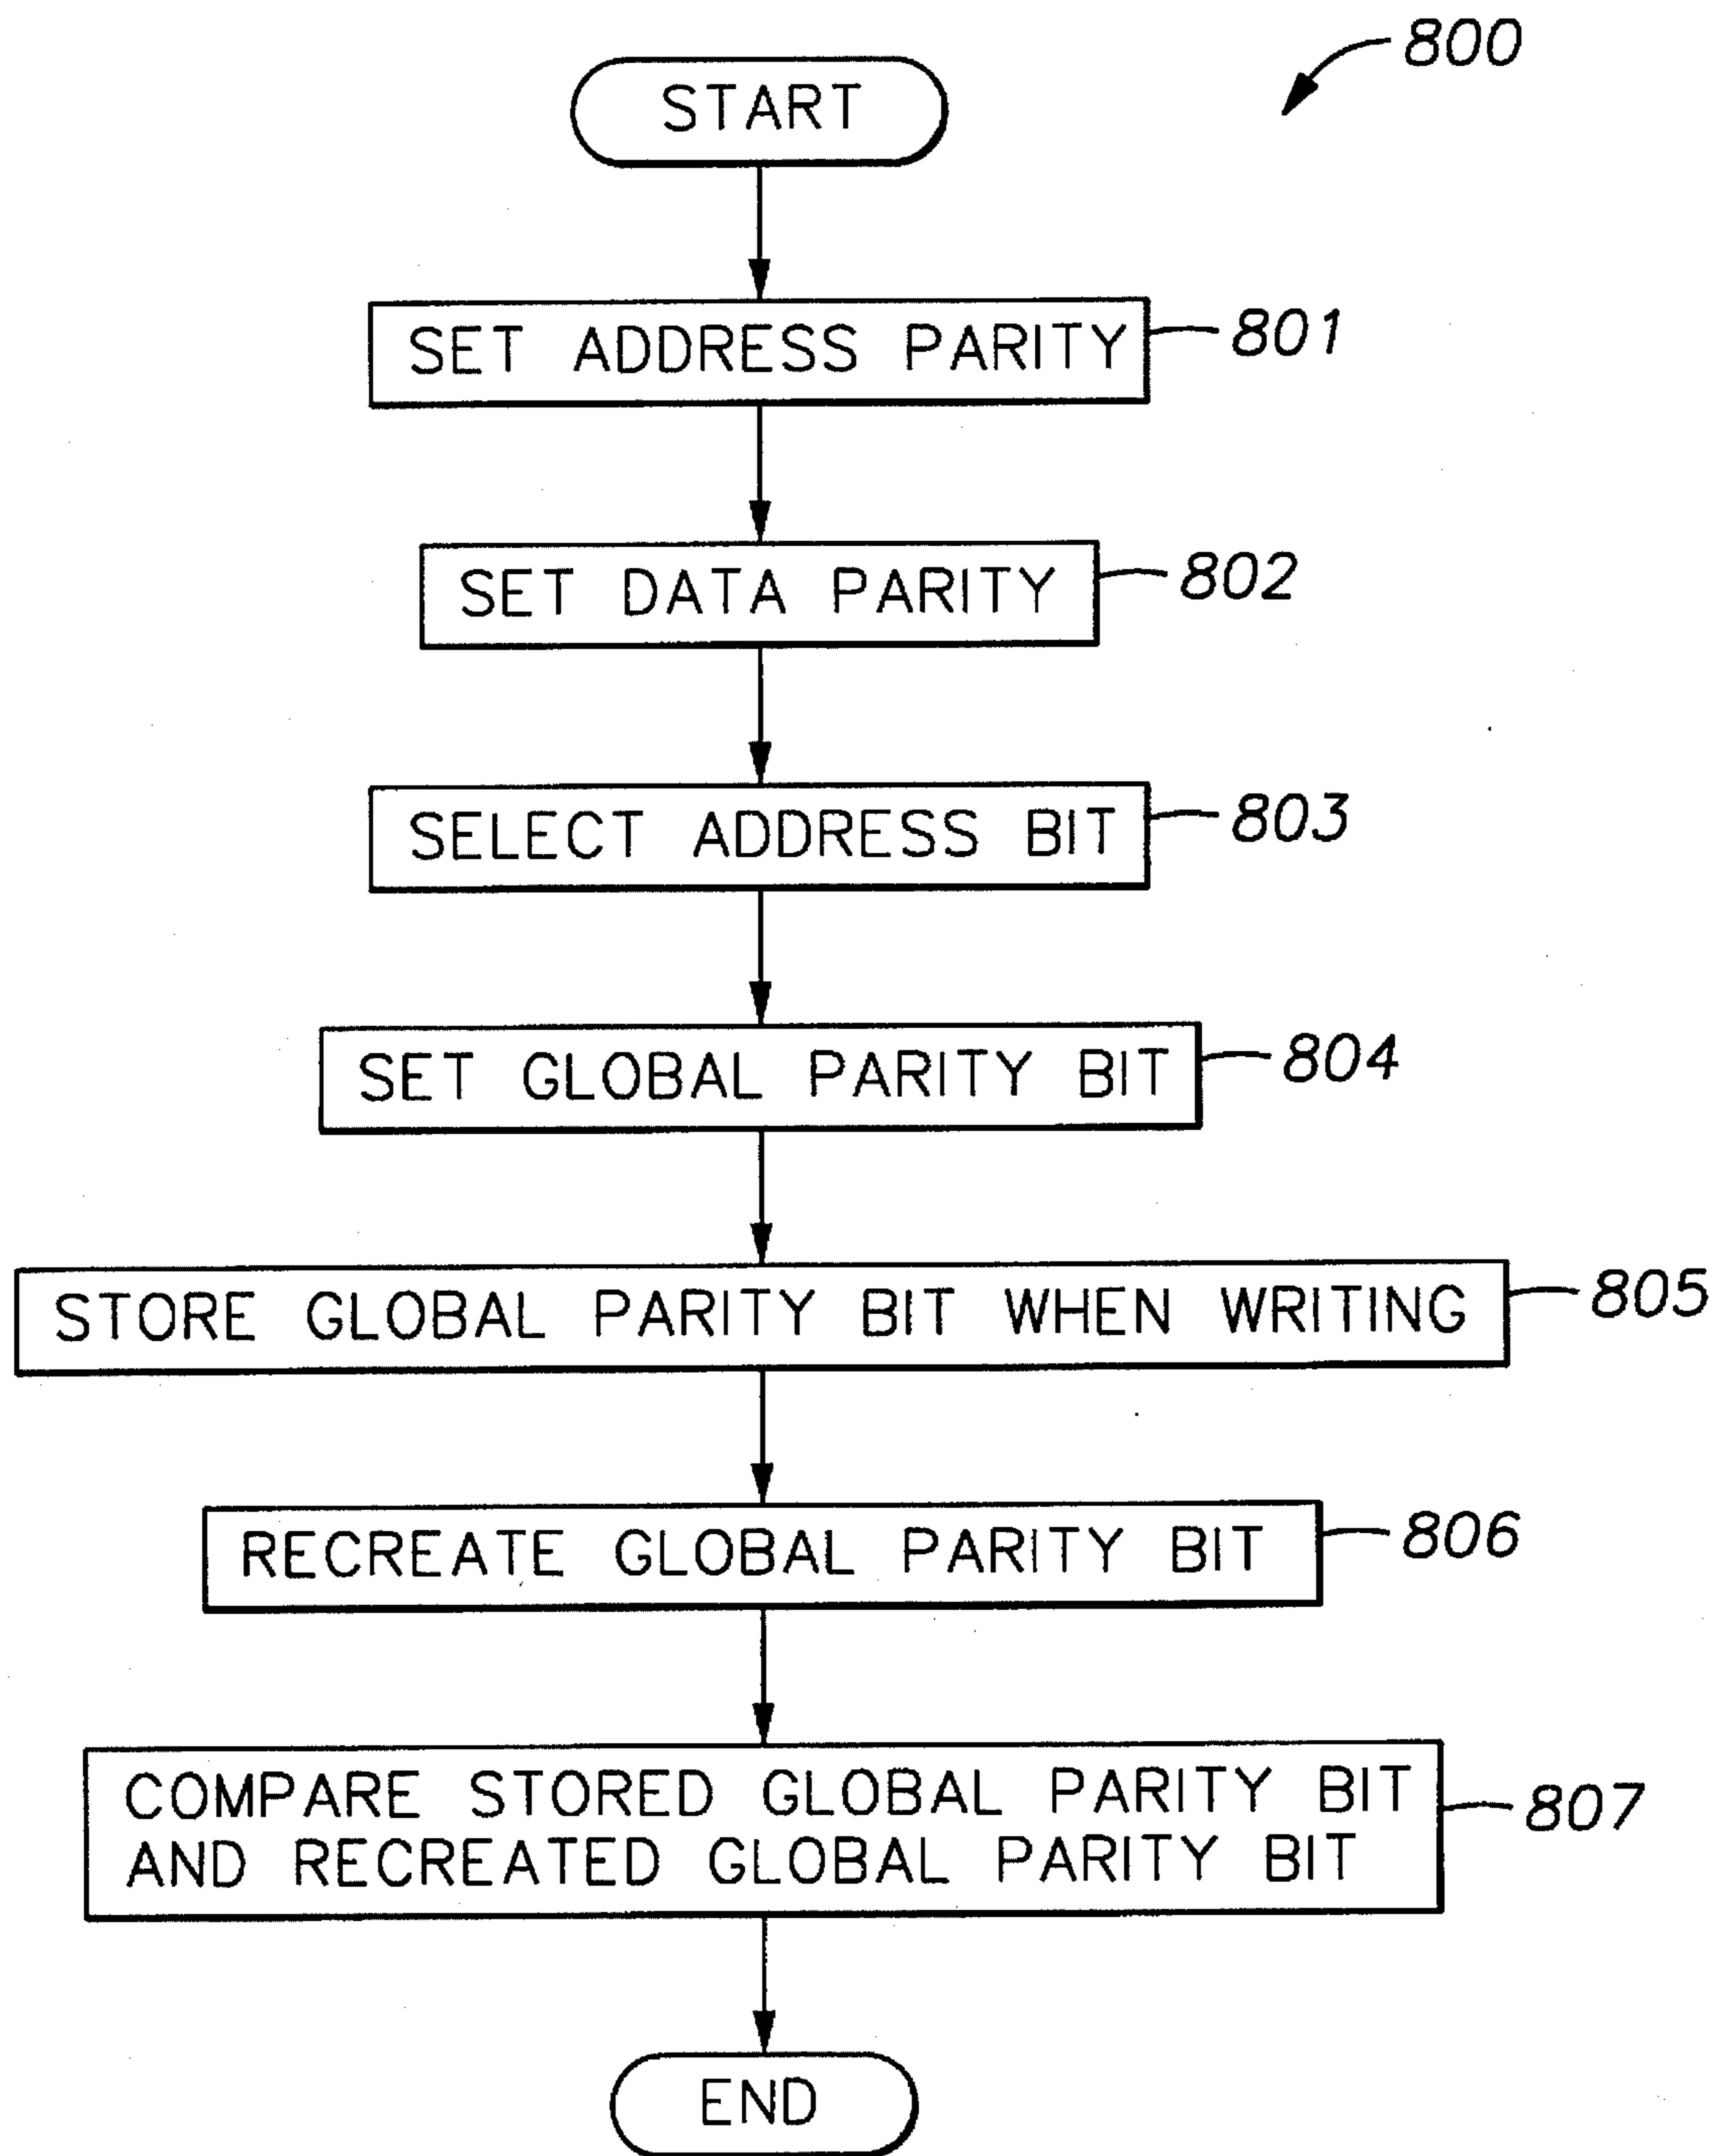 800
START
SET ADDRESS PARITY 801
SET DATA PARITY 802
SELECT ADDRESS BIT 803
SET GLOBAL PARITY BIT 804
STORE GLOBAL PARITY BIT WHEN WRITING 805
RECREATE GLOBAL PARITY BIT 806
COMPARE STORED GLOBAL PARITY BIT
AND RECREATED GLOBAL PARITY BIT 807
END